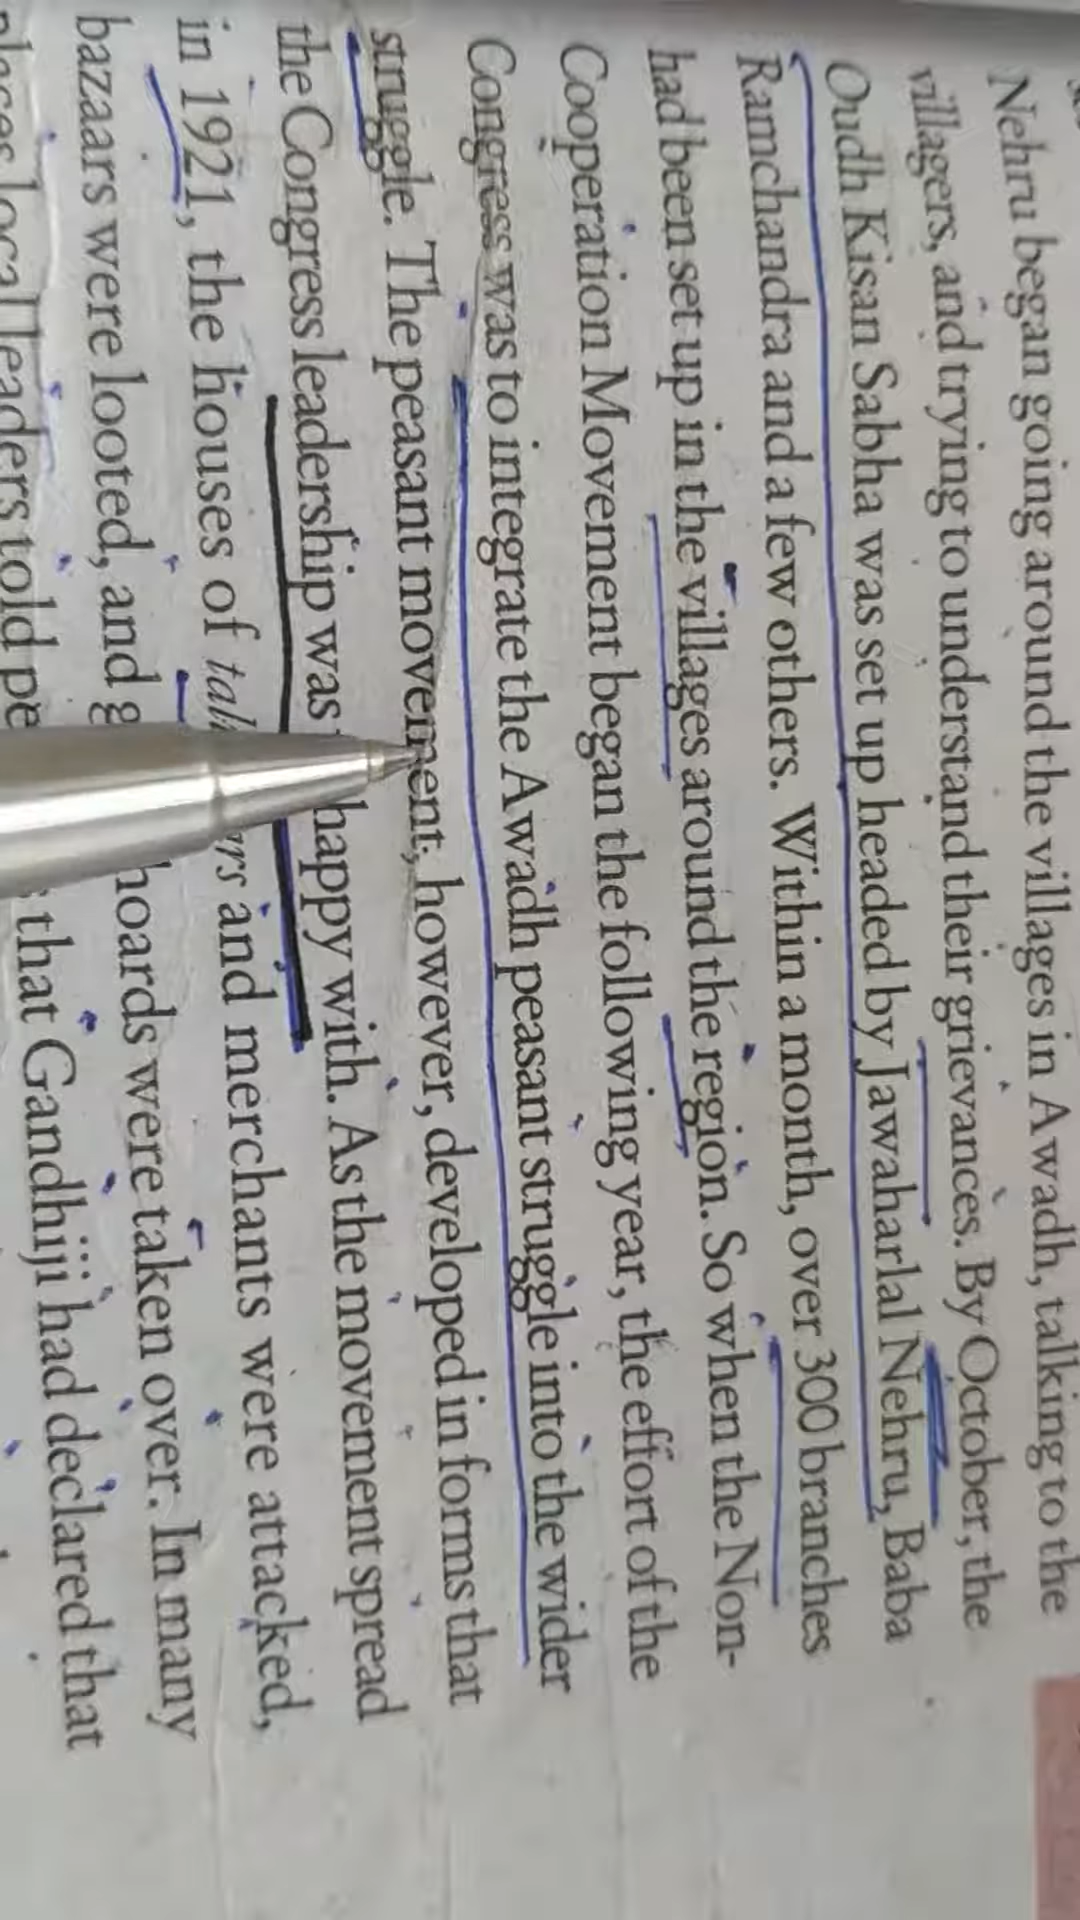 Nehru began going around the villages in Awadh, talking to the
villagers, and trying to understand their grievances. By October, the
Oudh Kisan Sabha was set up headed by Jawaharlal Nehru, Baba
Ramchandra and a few others. Within a month, over 300 branches
had been set up in the villages around the region. So when the Non-
Cooperation Movement began the following year, the effort of the
Congress was to integrate the Awadh peasant struggle into the wider
struggle. The peasant movement, however, developed in forms that
the Congress leadership was happy with. As the movement spread
in 1921, the houses of and merchants were attacked,
bazaars were looted, and hoards were taken over. In many
local leaders told that Gandhiji had declared that